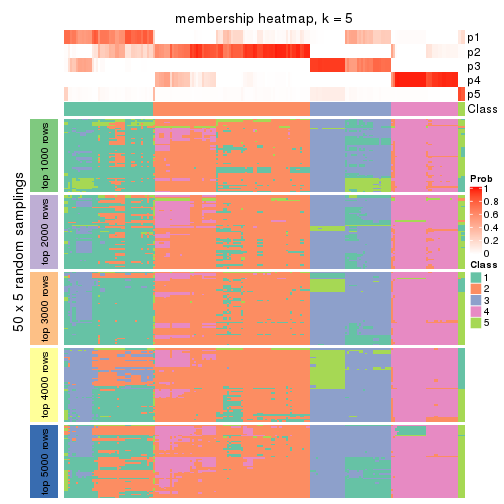 membership heatmap, k = 5
p1
p2
p3
p4
p5
Class
50 x 5 random samplings
top 1000 rows
top 2000 rows
top 3000 rows
top 4000 rows
top 5000 rows
Prob
1
0.8
0.6
0.4
0.2
0
Class
1
2
3
4
5